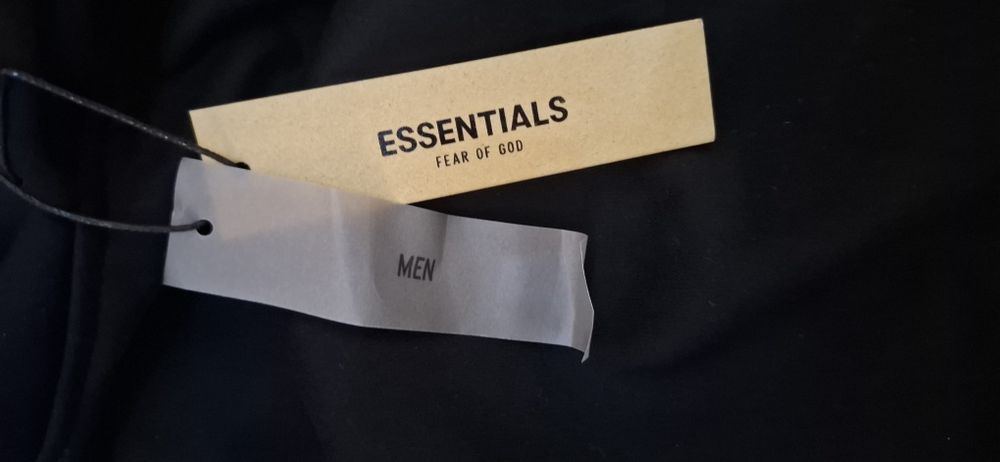 ESSENTIALS
FEAR OF GOD
MEN